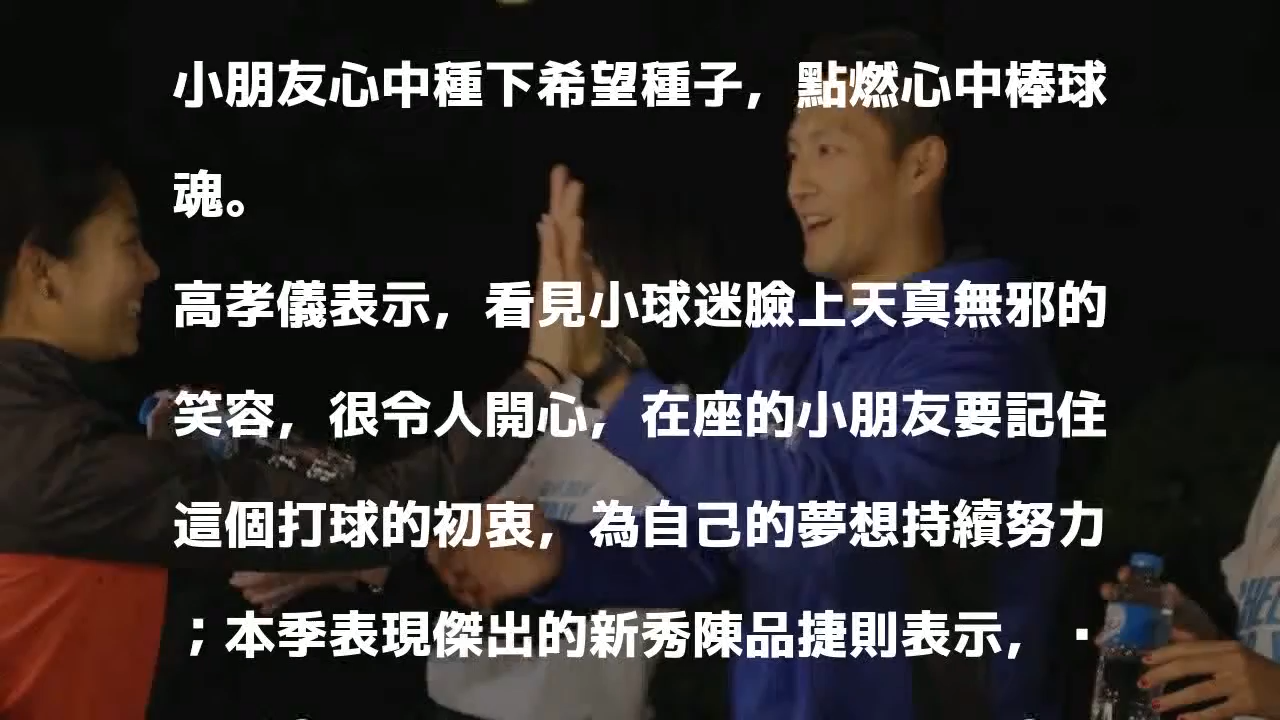 小朋友心中種下希望種子，點燃心中棒球
魂。
高孝儀表示，看見小球迷臉上天真無邪的
笑容，很令人開心，在座的小朋友要記住
這個打球的初衷，為自己的夢想持續努力
；本季表現傑出的新秀陳品捷則表示，